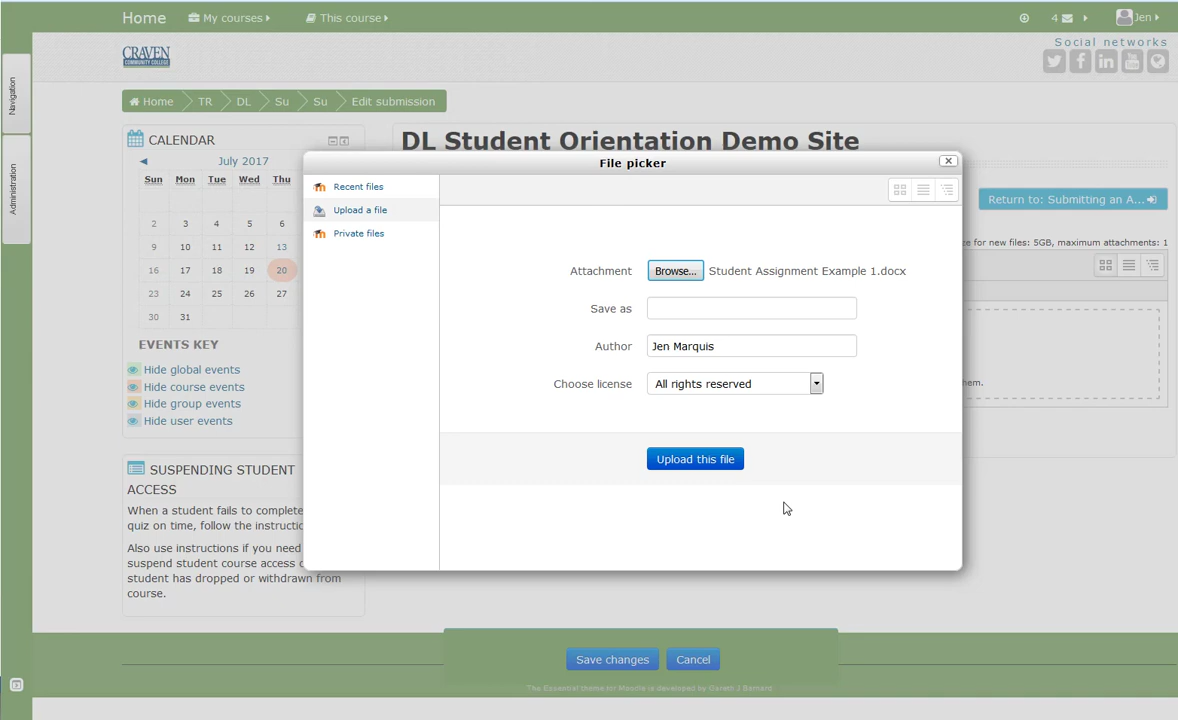 Home
My courses
This course
4
Jen
CRAVEN
COMMUNITY COLLEGE
Social networks
Navigation
Administration
Home TR DL Su Su Edit submission
CALENDAR
DL Student Orientation Demo Site
July 2017
Sun Mon Tue Wed Thu
2 3 4 5 6
9 10 11 12 13
16 17 18 19 20
23 24 25 26 27
30 31
EVENTS KEY
Hide global events
Hide course events
Hide group events
Hide user events
SUSPENDING STUDENT
ACCESS
When a student fails to complete
quiz on time, follow the instructio
Also use instructions if you need
suspend student course access
student has dropped or withdrawn from
course.
File picker
Recent files
Upload a file
Private files
Attachment Browse... Student Assignment Example 1.docx
Save as
Author Jen Marquis
Choose license All rights reserved
Upload this file
Return to: Submitting an A...
ze for new files: 5GB, maximum attachments: 1
hem.
Save changes Cancel
The Essential theme for Moodle is developed by Gareth J Barnard